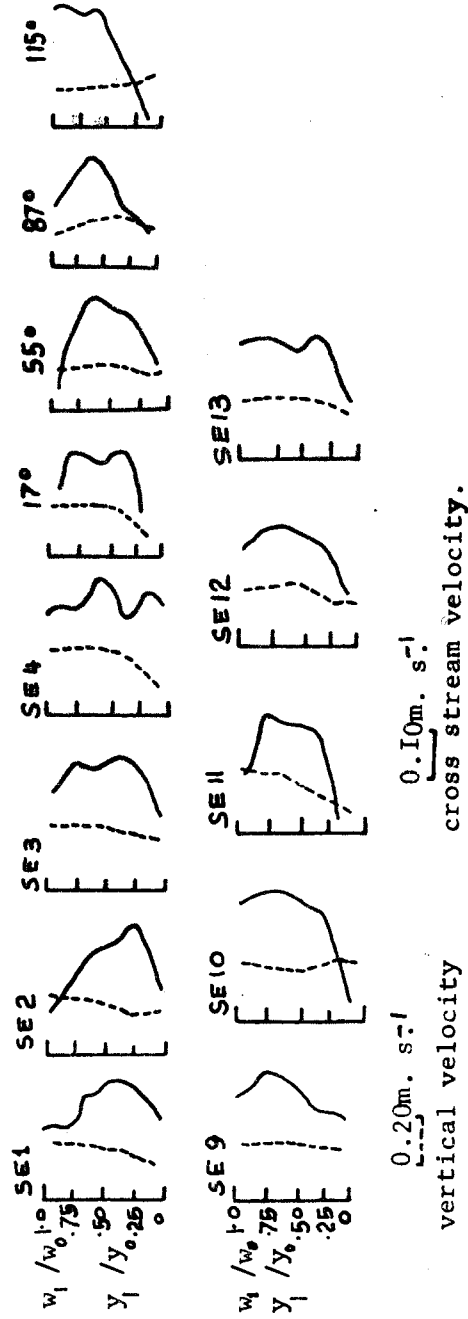 SE1 SE2 SE3 SE4 17° 55° 87° 115°
w₁ /w₀ 1.0
.75
y₁ /y₀ .50
.25
0
SE9 SE10 SE11 SE12 SE13
w₁ /w₀ 1.0
.75
y₁ /y₀ .50
.25
0
0.20m. s⁻¹ 0.10m. s⁻¹
vertical velocity cross stream velocity.